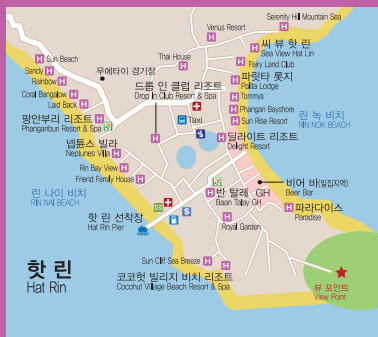 Serenity Hill Mountain Sea
Venus Resort
씨 뷰 핫 린
Sea View Hat Lin
Thai House
Fairy Land Club
Sun Beach
Sandy
무에타이 경기장
Rainbow
파릿타 롯지
Palita Lodge
드롭 인 클럽 리조트
Drop In Club Resort & Spa
Coral Bangalow
Tommys
Laid Back
Phangan Bayshore
린 녹 비치
RIN NOK BEACH
팡안부리 리조트
Phanganburi Resort & Spa
Taxi
Sun Rise Resort
넵튠스 빌라
Neptunes Villa
딜라이트 리조트
Delight Resort
Rin Bay View
Friend Family House
린 나이 비치
RIN NAI BEACH
비어 바(밀집지역)
Beer Bar
반 탈레 GH
Baan Talay GH
핫 린 선착장
Hat Rin Pier
파라다이스
Paradise
Royal Garden
핫 린
Hat Rin
Sun Cliff Sea Breeze
코코헛 빌리지 비치 리조트
Cocohut Village Beach Resort & Spa
뷰 포인트
View Point